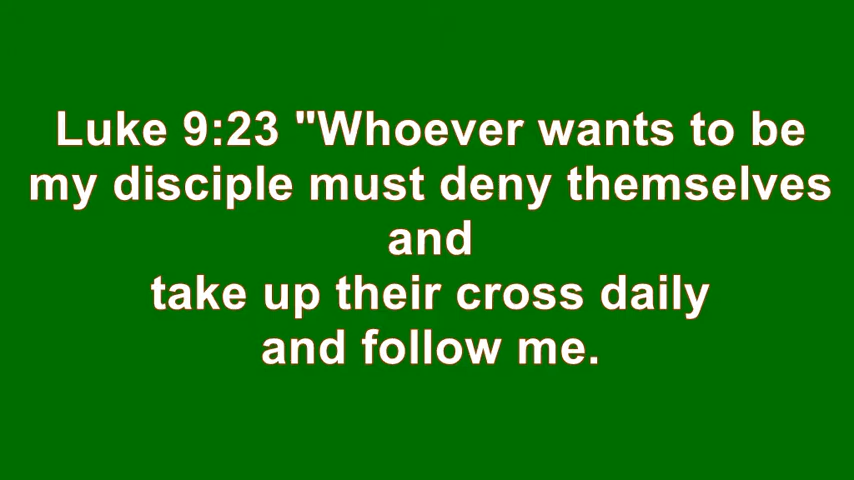 Luke 9:23 "Whoever wants to be
my disciple must deny themselves
and
take up their cross daily
and follow me.